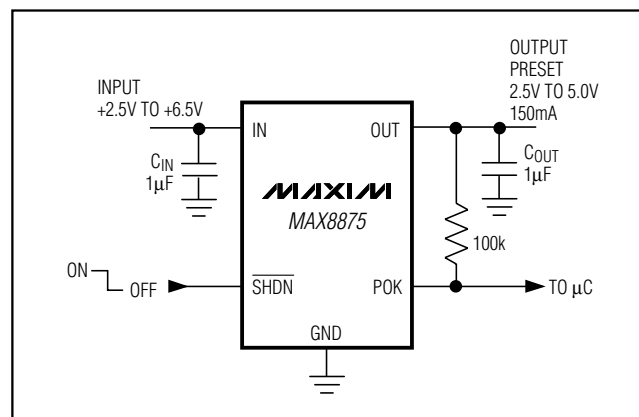 INPUT
+2.5V TO +6.5V
CIN
1µF
ON
OFF
IN
OUT
MAXIM
MAX8875
SHDN
POK
GND
OUTPUT
PRESET
2.5V TO 5.0V
150mA
COUT
1µF
100k
TO µC